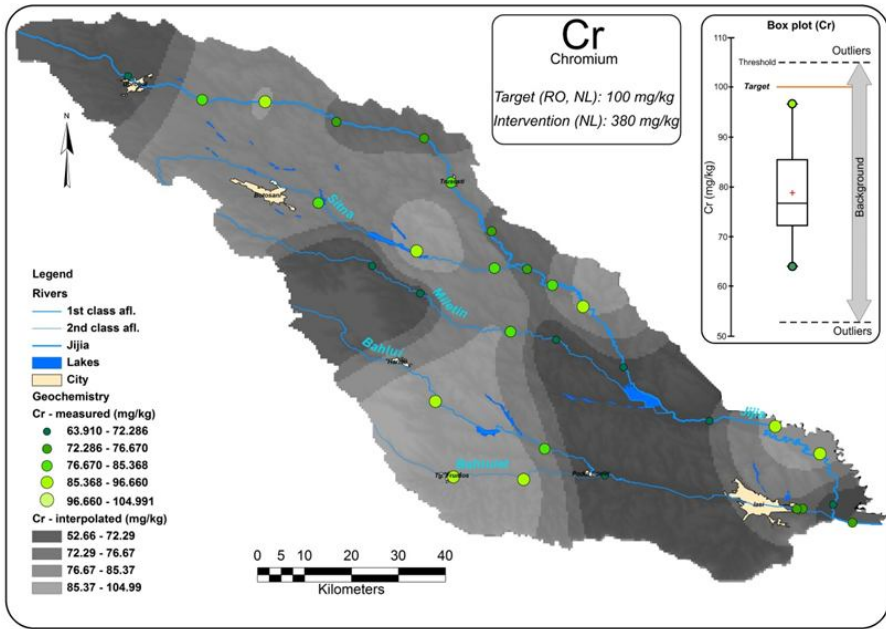 Cr
Chromium
Target (RO, NL): 100 mg/kg
Intervention (NL): 380 mg/kg
Box plot (Cr)
Outliers
Threshold
Target
110
100
90
80
70
60
50
Cr (mg/kg)
Background
Outliers
N
Sitna
Miletin
Bahlui
Jijia
Iasi
Legend
Rivers
1st class afl.
2nd class afl.
Jijia
Lakes
City
Geochemistry
Cr - measured (mg/kg)
63.910 - 72.286
72.286 - 76.670
76.670 - 85.368
85.368 - 96.660
96.660 - 104.991
Cr - interpolated (mg/kg)
52.66 - 72.29
72.29 - 76.67
76.67 - 85.37
85.37 - 104.99
0 5 10 20 30 40
Kilometers